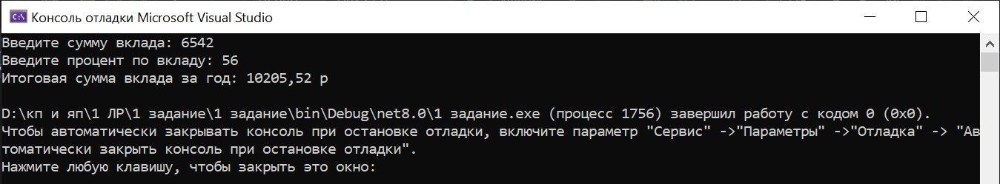 Консоль отладки Microsoft Visual Studio
Введите сумму вклада: 6542
Введите процент по вкладу: 56
Итоговая сумма вклада за год: 10205,52 р
D:\кп и яп\1 ЛР\1 задание\1 задание\bin\Debug\net8.0\1 задание.exe (процесс 1756) завершил работу с кодом 0 (0x0).
Чтобы автоматически закрывать консоль при остановке отладки, включите параметр "Сервис" ->"Параметры" ->"Отладка" -> "Ав
томатически закрыть консоль при остановке отладки".
Нажмите любую клавишу, чтобы закрыть это окно: